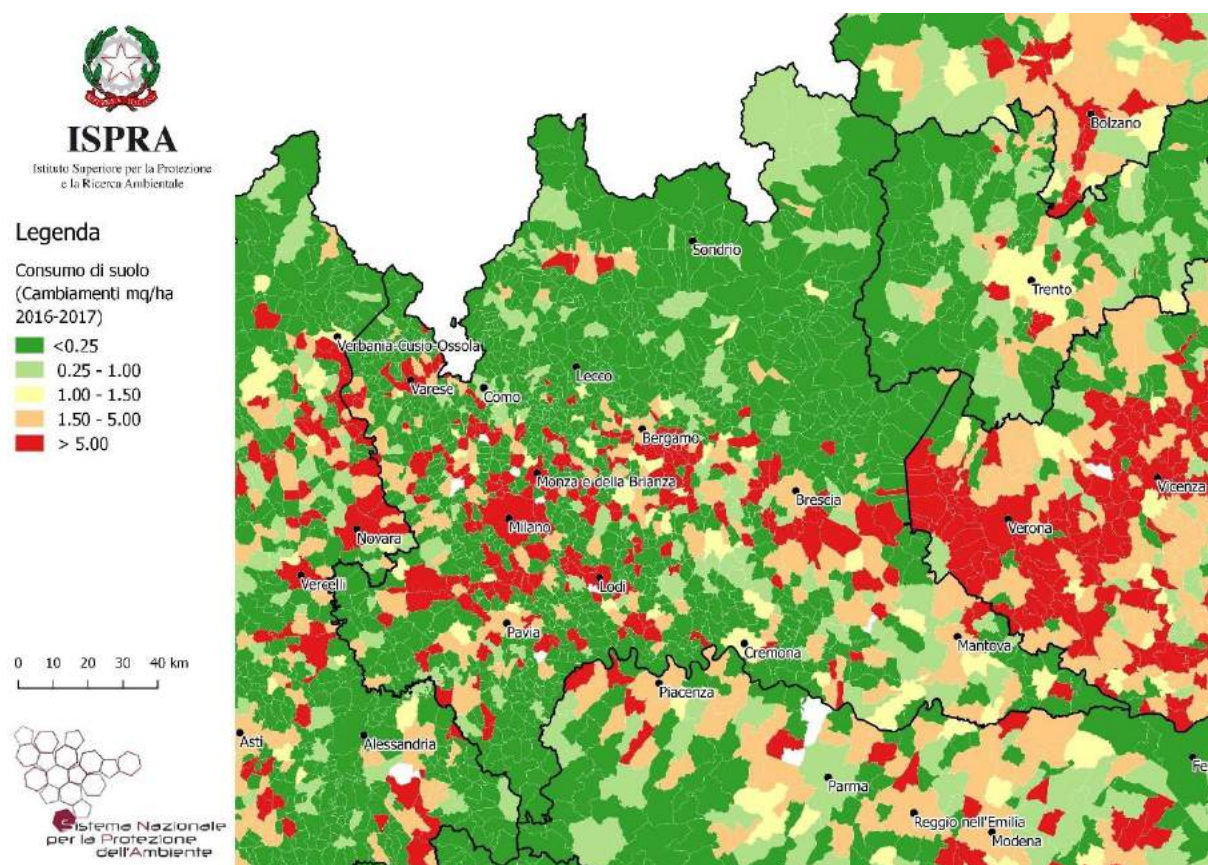 ISPRA
Istituto Superiore per la Protezione
e la Ricerca Ambientale
Legenda
Consumo di suolo
(Cambiamenti mq/ha
2016-2017)
<0.25
0.25 - 1.00
1.00 - 1.50
1.50 - 5.00
> 5.00
0 10 20 30 40 km
Sistema Nazionale
per la Protezione
dell'Ambiente
Bolzano
Sondrio
Trento
Verbania-Cusio-Ossola
Lecco
Varese
Como
Bergamo
Monza e della Brianza
Vicenza
Brescia
Milano
Verona
Novara
Vercelli
Lodi
Pavia
Mantova
Cremona
Piacenza
Asti
Alessandria
Fe
Parma
Reggio nell'Emilia
Modena